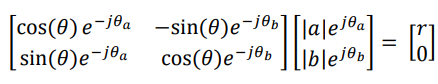 [cos(θ) e^{-jθ_a}  -sin(θ)e^{-jθ_b}] [|a|e^{jθ_a}] = [r]
[sin(θ)e^{-jθ_a}  cos(θ)e^{-jθ_b}] [|b|e^{jθ_b}] [0]